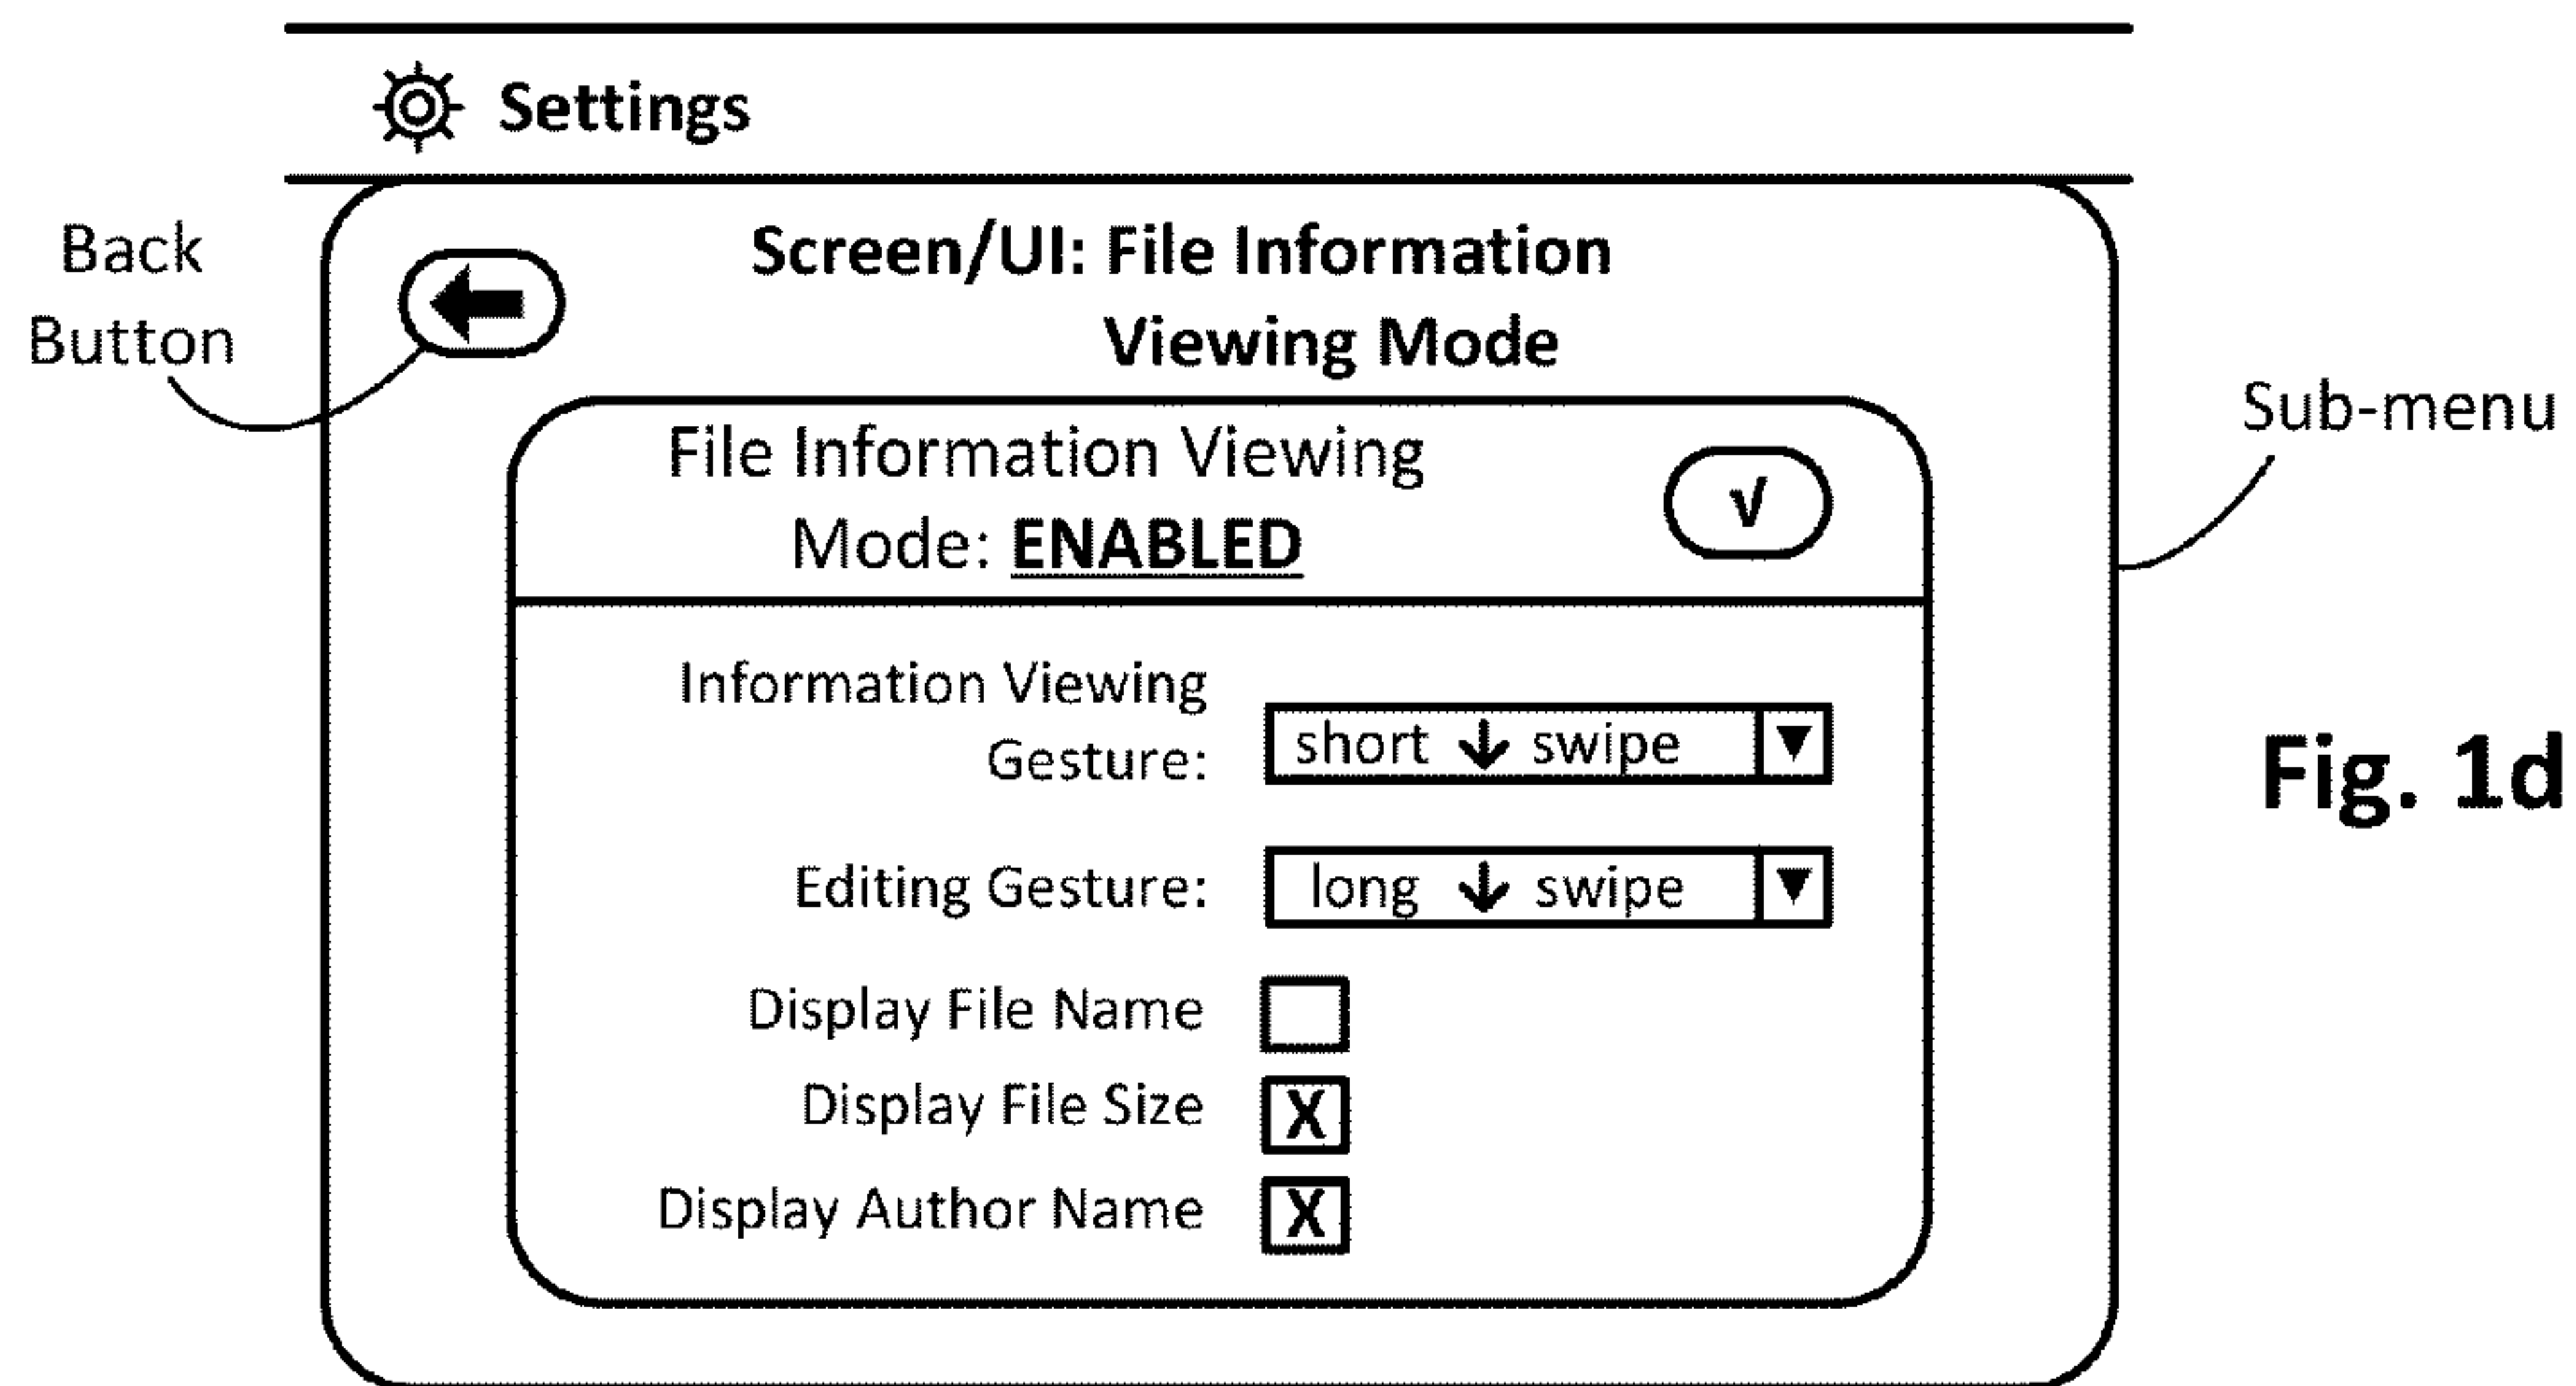 Settings
Back
Button
Screen/UI: File Information
Viewing Mode
File Information Viewing
Mode: ENABLED
√
Sub-menu
Information Viewing
Gesture:
short ↓ swipe ▼
Editing Gesture: long ↓ swipe ▼
Display File Name
Display File Size X
Display Author Name X
Fig. 1d